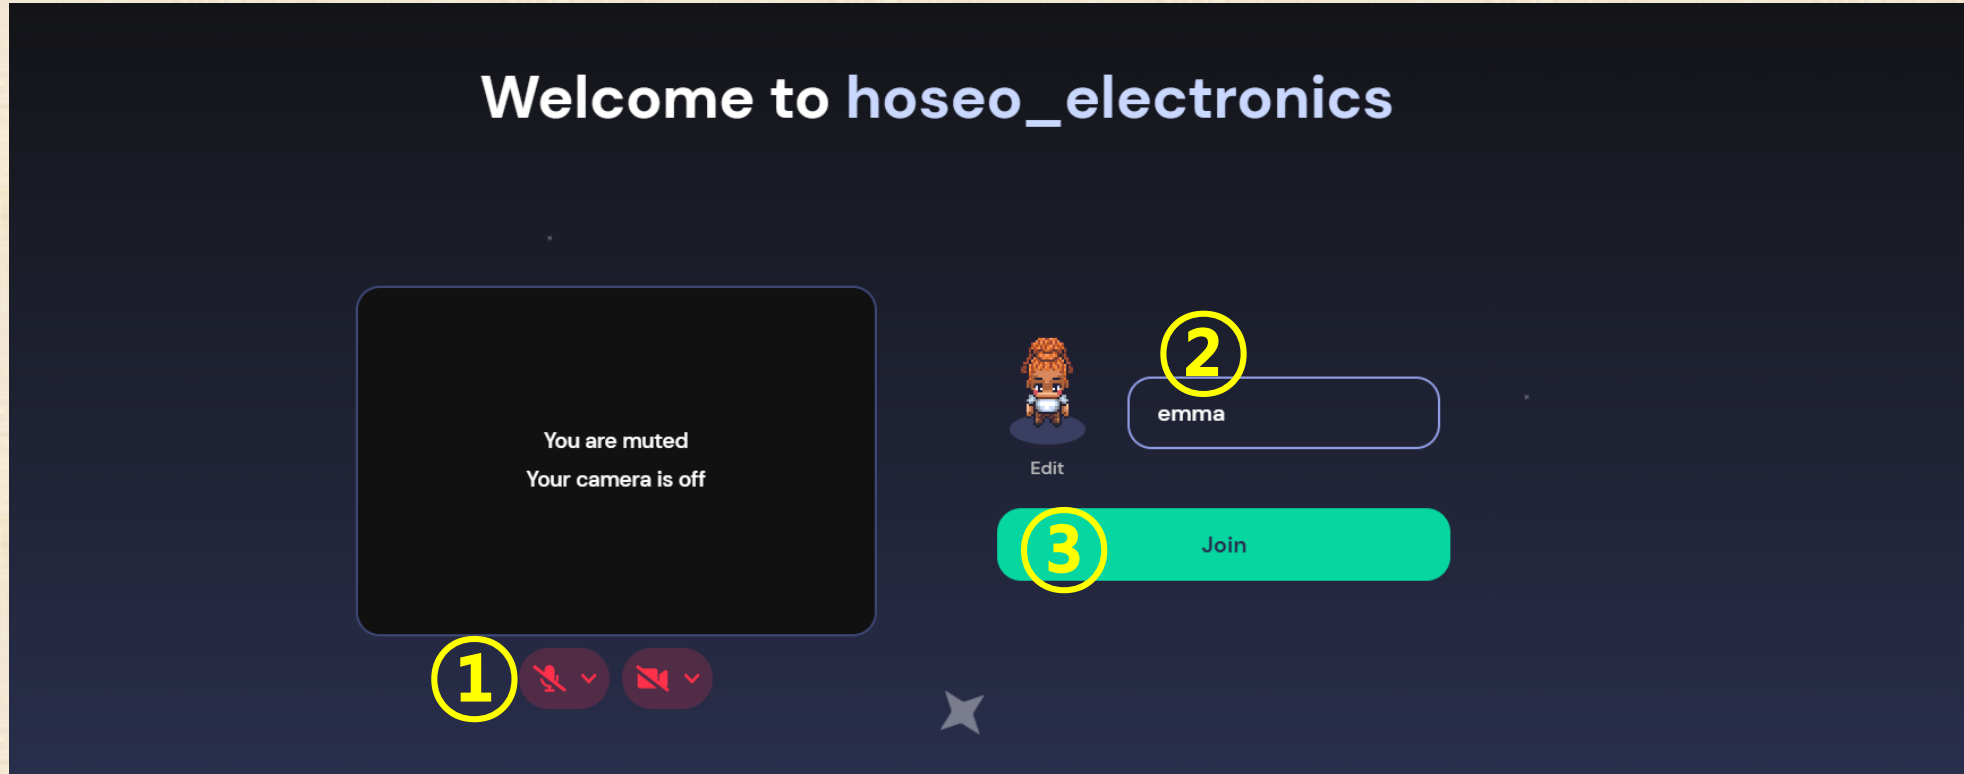 Welcome to hoseo_electronics
You are muted
Your camera is off
①
②
emma
Edit
③
Join